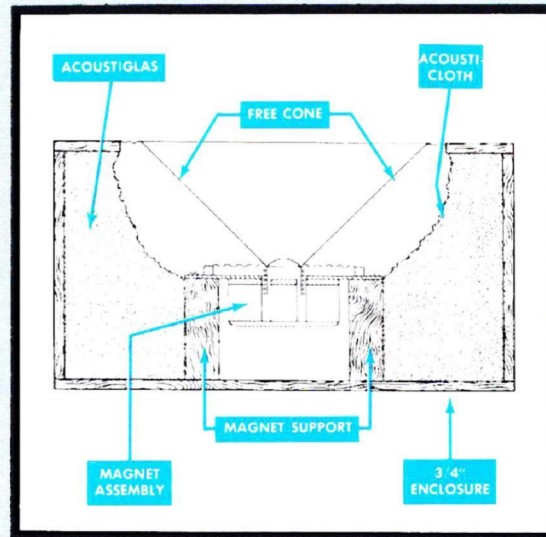 ACOUSTIGLAS
ACOUSTI-
CLOTH
FREE CONE
MAGNET SUPPORT
MAGNET
ASSEMBLY
3/4"
ENCLOSURE